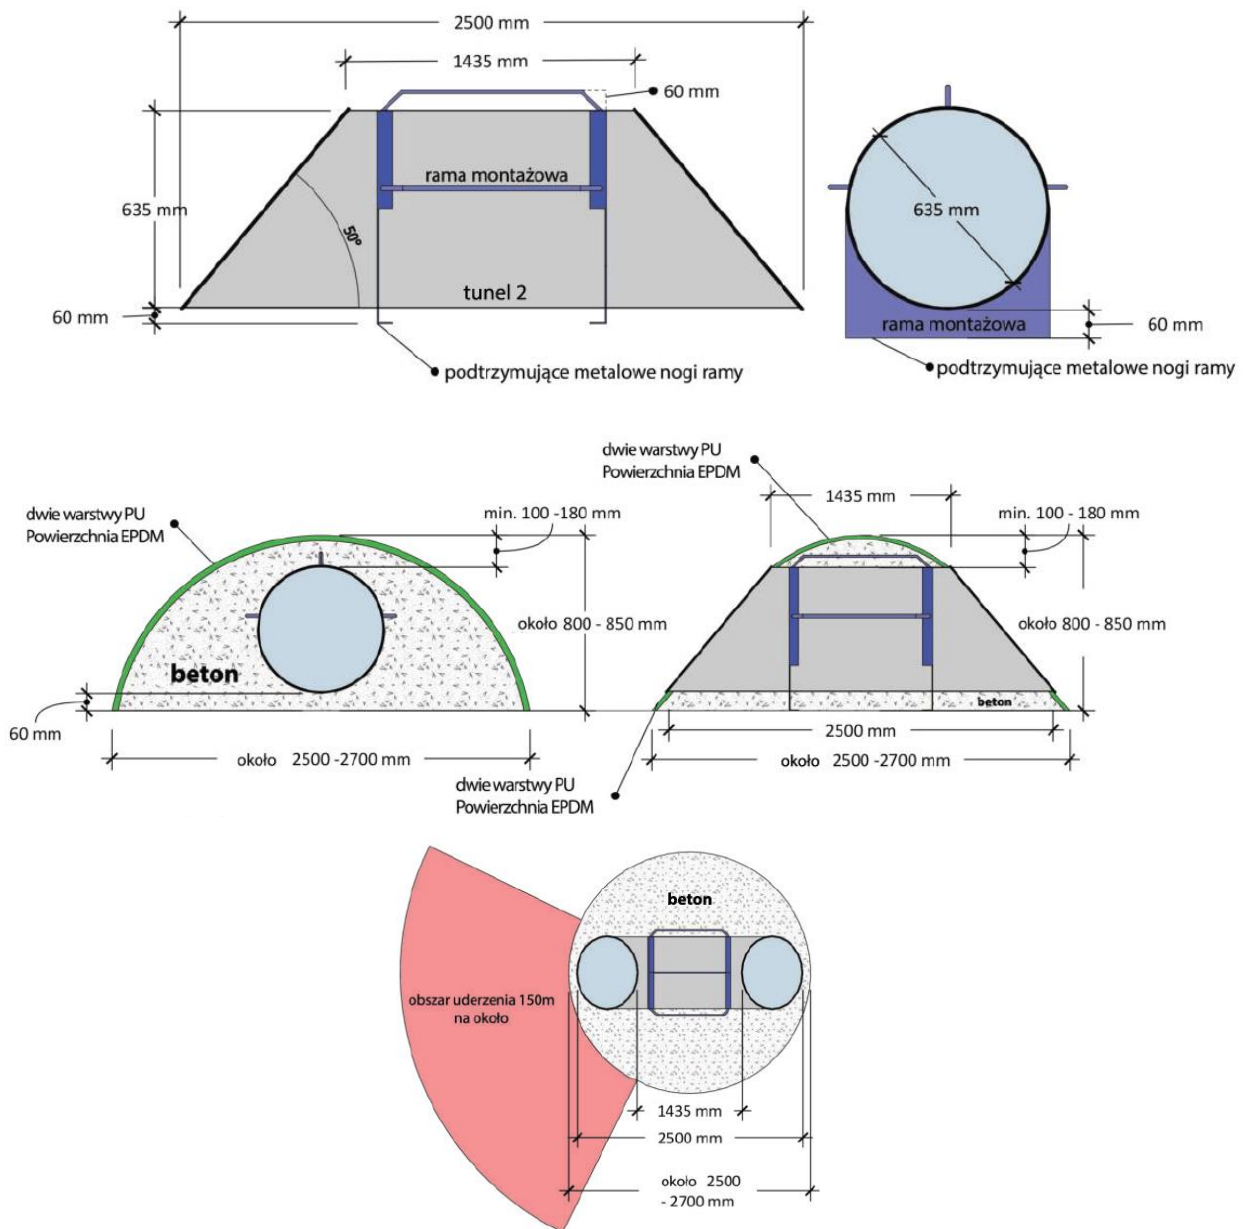 2500 mm
1435 mm
60 mm
rama montażowa
635 mm
50º
tunel 2
60 mm
podtrzymujące metalowe nogi ramy
635 mm
rama montażowa
60 mm
podtrzymujące metalowe nogi ramy
dwie warstwy PU
Powierzchnia EPDM
min. 100 -180 mm
około 800 - 850 mm
beton
60 mm
około 2500 -2700 mm
dwie warstwy PU
Powierzchnia EPDM
1435 mm
min. 100 - 180 mm
około 800 - 850 mm
beton
2500 mm
około 2500 -2700 mm
dwie warstwy PU
Powierzchnia EPDM
beton
obszar uderzenia 150m
na około
1435 mm
2500 mm
około 2500
- 2700 mm